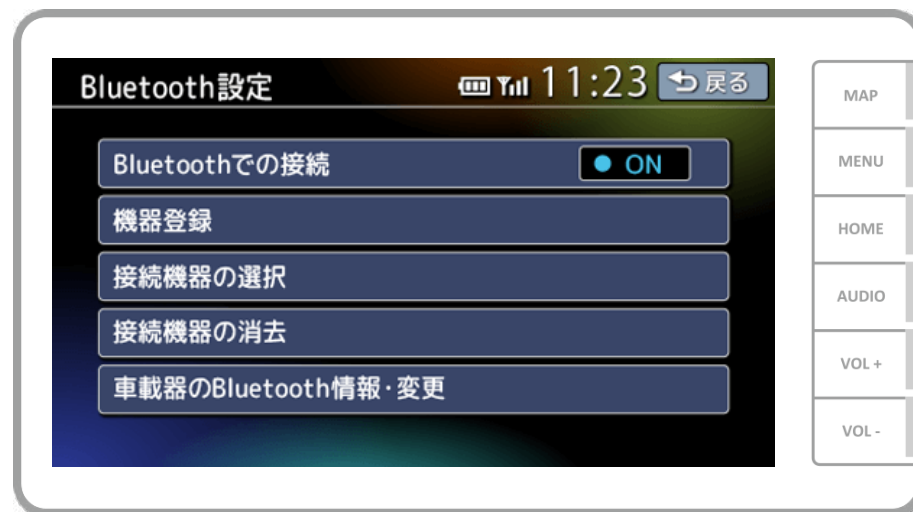 Bluetooth設定
11:23
戻る
Bluetoothでの接続
ON
機器登録
接続機器の選択
接続機器の消去
車載器のBluetooth情報・変更
MAP
MENU
HOME
AUDIO
VOL +
VOL -